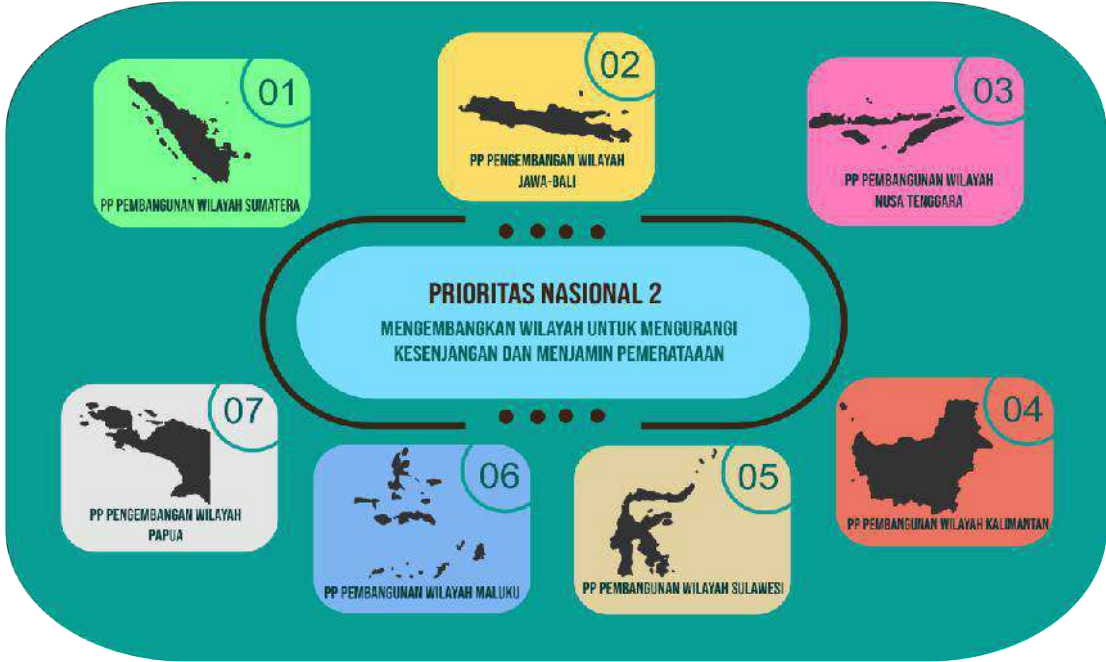 01
PP PEMBANGUNAN WILAYAH SUMATERA
02
PP PENGEMBANGAN WILAYAH
JAWA-BALI
03
PP PEMBANGUNAN WILAYAH
NUSA TENGGARA
PRIORITAS NASIONAL 2
MENGEMBANGKAN WILAYAH UNTUK MENGURANGI
KESENJANGAN DAN MENJAMIN PEMERATAAAN
04
PP PEMBANGUNAN WILAYAH KALIMANTAN
05
PP PEMBANGUNAN WILAYAH SULAWESI
06
PP PEMBANGUNAN WILAYAH MALUKU
07
PP PENGEMBANGAN WILAYAH
PAPUA